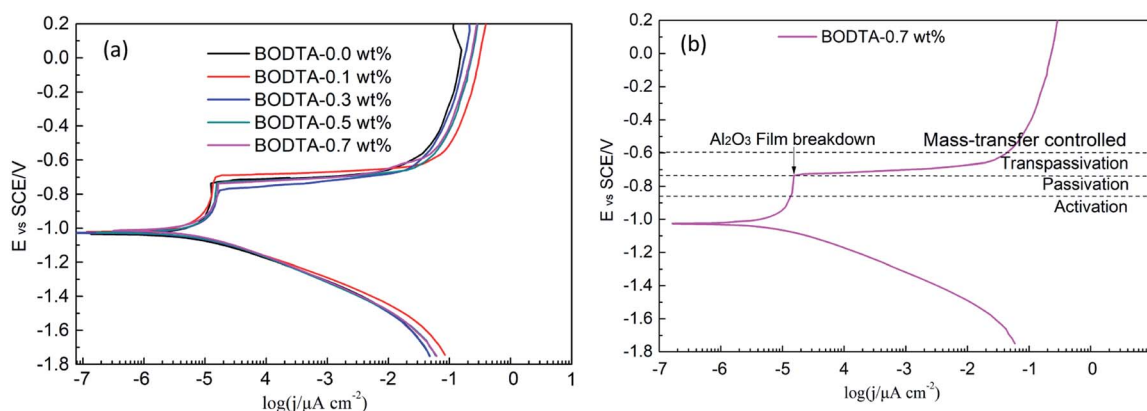 (a)
BODTA-0.0 wt%
BODTA-0.1 wt%
BODTA-0.3 wt%
BODTA-0.5 wt%
BODTA-0.7 wt%
E vs SCE/V
0.2
0.0
-0.2
-0.4
-0.6
-0.8
-1.0
-1.2
-1.4
-1.6
-1.8
-7 -6 -5 -4 -3 -2 -1 0 1
log(j/μA cm⁻²)
(b)
BODTA-0.7 wt%
Al₂O₃ Film breakdown
Mass-transfer controlled
Transpassivation
Passivation
Activation
E vs SCE/V
0.2
0.0
-0.2
-0.4
-0.6
-0.8
-1.0
-1.2
-1.4
-1.6
-1.8
-7 -6 -5 -4 -3 -2 -1 0 1
log(j/μA cm⁻²)